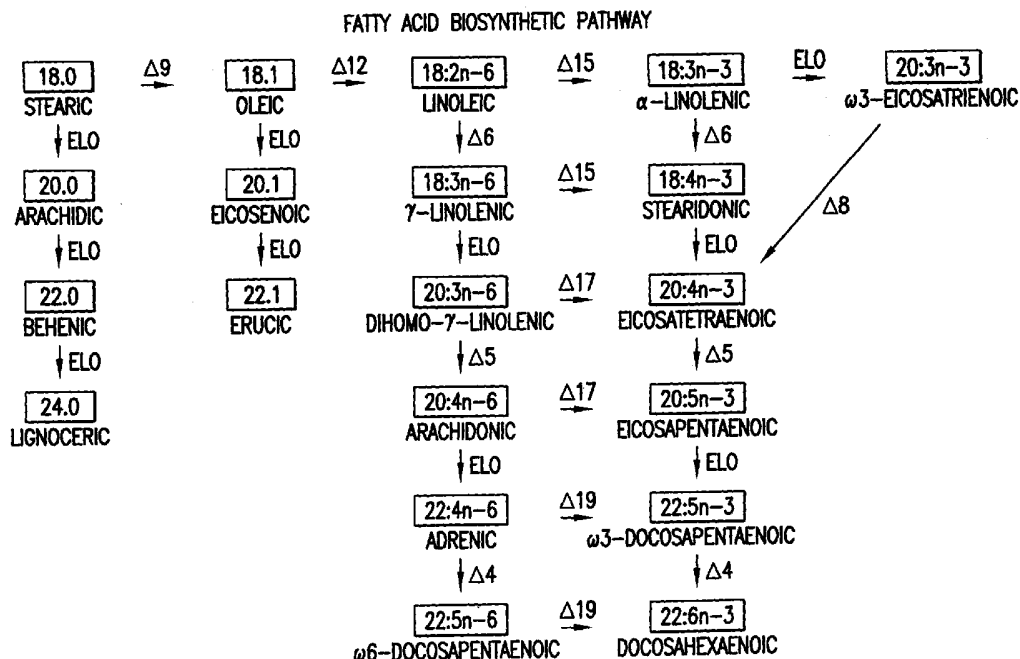 FATTY ACID BIOSYNTHETIC PATHWAY
18.0 Δ9 18.1 Δ12 18:2n-6 Δ15 18:3n-3 ELO 20:3n-3
STEARIC OLEIC LINOLEIC α-LINOLENIC ω3-EICOSATRIENOIC
ELO ELO Δ6 Δ6
20.0 20.1 18:3n-6 Δ15 18:4n-3
ARACHIDIC EICOSENOIC γ-LINOLENIC STEARIDONIC Δ8
ELO ELO ELO ELO
22.0 22.1 20:3n-6 Δ17 20:4n-3
BEHENIC ERUCIC DIHOMO-γ-LINOLENIC EICOSATETRAENOIC
ELO Δ5 Δ5
24.0 20:4n-6 Δ17 20:5n-3
LIGNOCERIC ARACHIDONIC EICOSAPENTAENOIC
ELO ELO
22:4n-6 Δ19 22:5n-3
ADRENIC ω3-DOCOSAPENTAENOIC
Δ4 Δ4
22:5n-6 Δ19 22:6n-3
ω6-DOCOSAPENTAENOIC DOCOSAHEXAENOIC